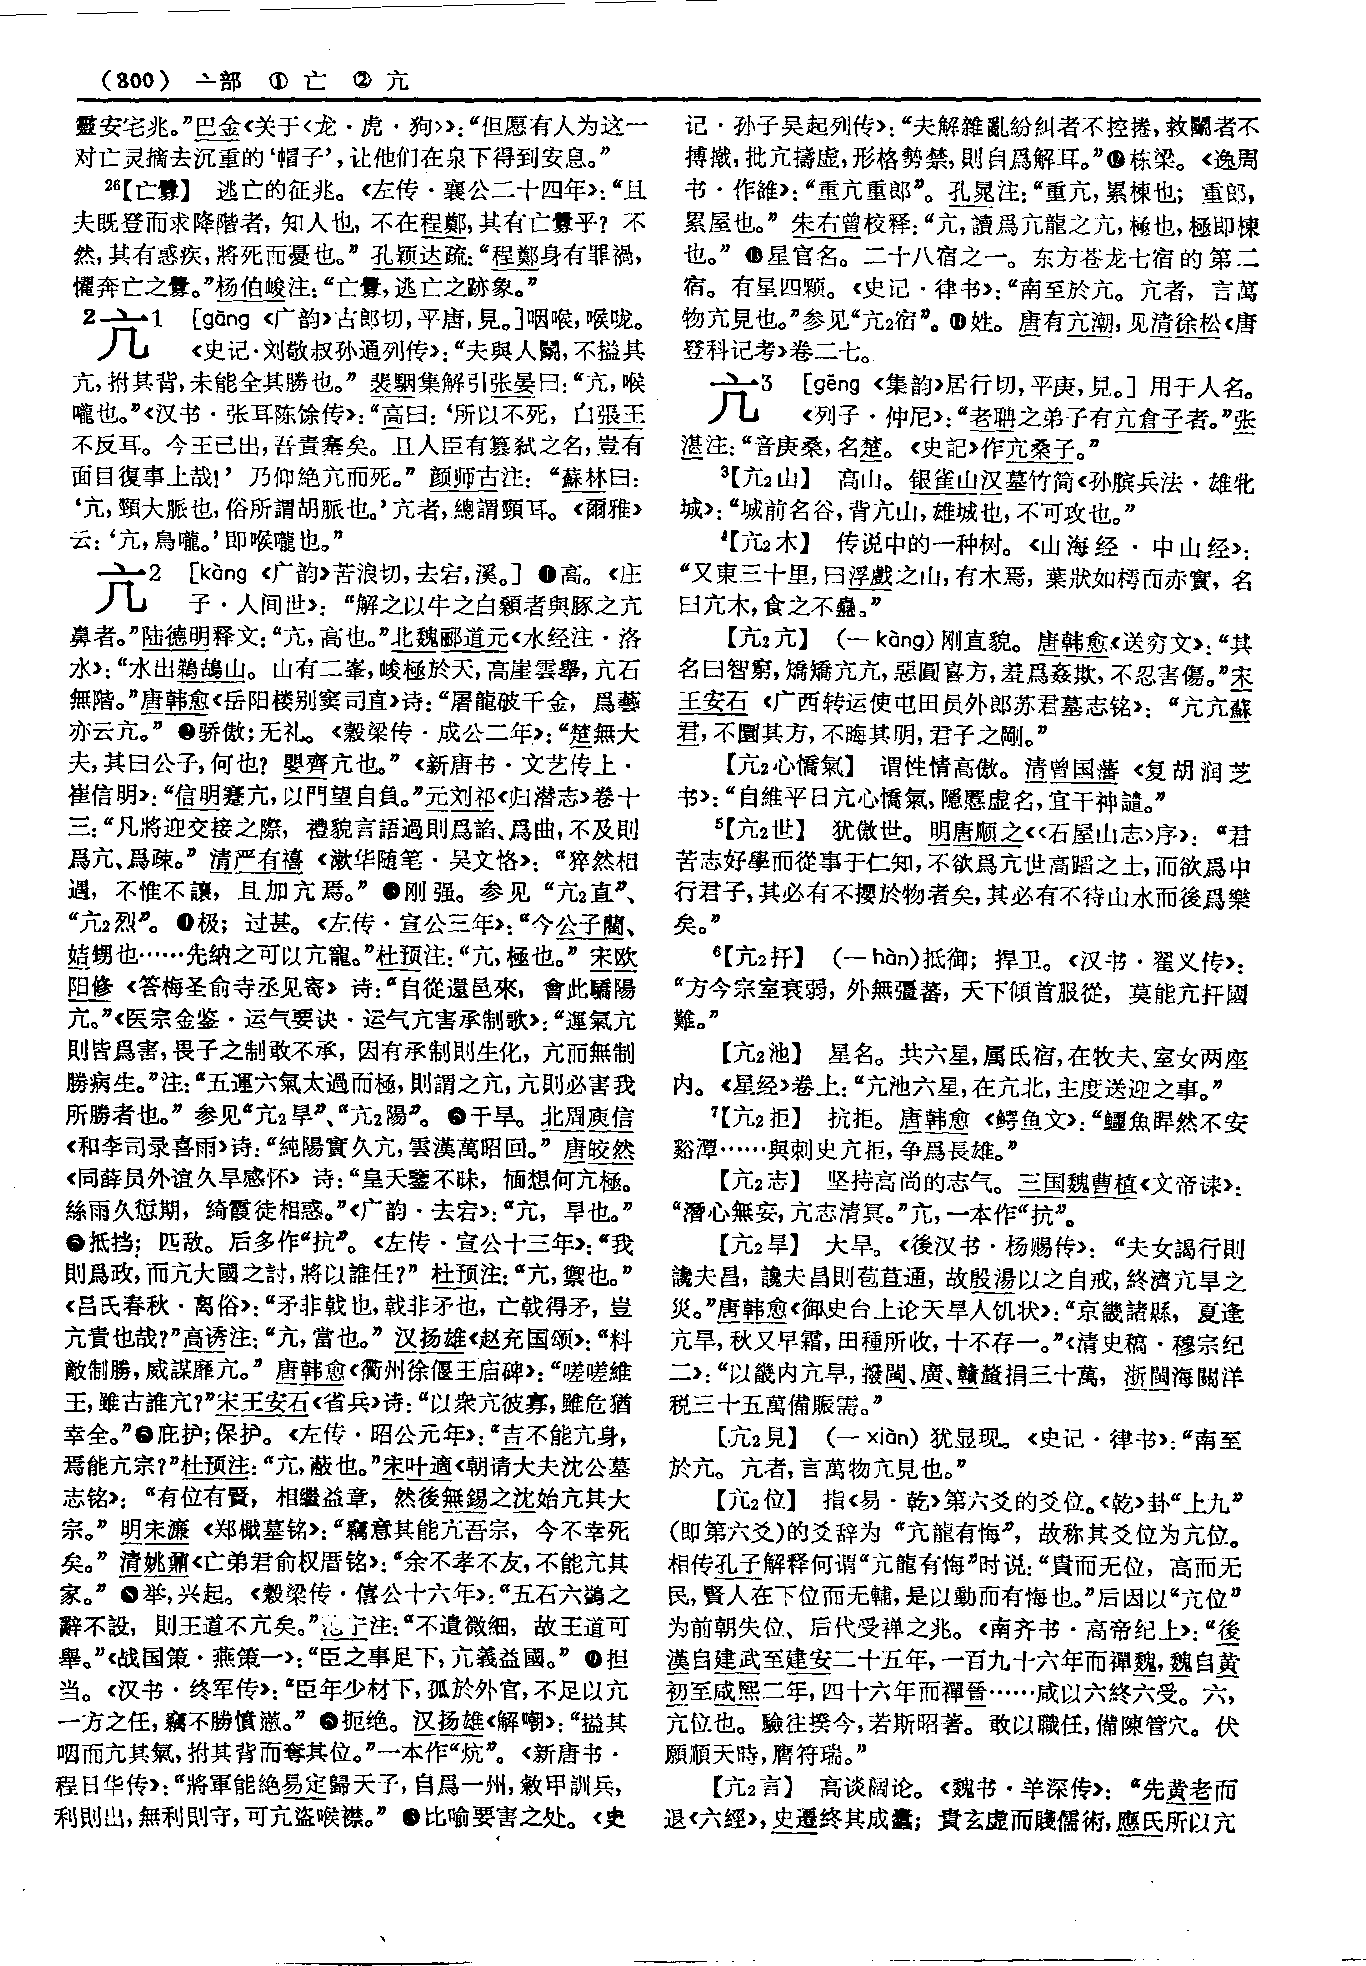 （300） 亠部 ① 亡 ② 亢
靈安宅兆。”巴金《关于〈龙·虎·狗〉》：“但愿有人为这一
对亡灵摘去沉重的‘帽子’，让他们在泉下得到安息。”
26【亡釁】 逃亡的征兆。《左传·襄公二十四年》：“且
夫既登而求降階者，知人也，不在程鄭，其有亡釁乎？不
然，其有惑疾，將死而憂也。”孔颖达疏：“程鄭身有罪禍，
懼奔亡之釁。”杨伯峻注：“亡釁，逃亡之跡象。”
2亢1 ［gāng《广韵》古郎切，平唐，見。］咽喉，喉咙。
《史记·刘敬叔孙通列传》：“夫與人鬭，不搤其
亢，拊其背，未能全其勝也。”裴駰集解引张晏曰：“亢，喉
嚨也。”《汉书·张耳陈馀传》：“高曰：‘所以不死，白張王
不反耳。今王已出，吾責塞矣。且人臣有篡弒之名，豈有
面目復事上哉！’乃仰絶亢而死。”颜师古注：“蘇林曰：
‘亢，頸大脈也，俗所謂胡脈也。’亢者，總謂頸耳。《爾雅》
云：‘亢，鳥嚨。’即喉嚨也。”
亢2 ［kàng《广韵》苦浪切，去宕，溪。］❶高。《庄
子·人间世》：“解之以牛之白顙者與豚之亢
鼻者。”陆德明释文：“亢，高也。”北魏郦道元《水经注·洛
水》：“水出鵜鶘山。山有二峯，峻極於天，高崖雲舉，亢石
無階。”唐韩愈《岳阳楼别窦司直》诗：“屠龍破千金，爲藝
亦云亢。”❷骄傲；无礼。《穀梁传·成公二年》：“楚無大
夫，其曰公子，何也？嬰齊亢也。”《新唐书·文艺传上·
崔信明》：“信明蹇亢，以門望自負。”元刘祁《归潜志》卷十
三：“凡將迎交接之際，禮貌言語過則爲諂、爲曲，不及則
爲亢、爲疎。”清严有禧《漱华随笔·吴文恪》：“猝然相
遇，不惟不讓，且加亢焉。”❸刚强。参见“亢2直”、
“亢2烈”。❹极；过甚。《左传·宣公三年》：“今公子蘭，
姞甥也……先納之可以亢寵。”杜预注：“亢，極也。”宋欧
阳修《答梅圣俞寺丞见寄》诗：“自從還邑來，會此驕陽
亢。”《医宗金鉴·运气要诀·运气亢害承制歌》：“運氣亢
則皆爲害，畏子之制敢不承，因有承制則生化，亢而無制
勝病生。”注：“五運六氣太過而極，則謂之亢，亢則必害我
所勝者也。”参见“亢2旱”、“亢2陽”。❺干旱。北周庾信
《和李司录喜雨》诗：“純陽實久亢，雲漢萬昭回。”唐皎然
《同薛员外谊久旱感怀》诗：“皇天鑒不昧，愐想何亢極。
絲雨久愆期，綺霞徒相惑。”《广韵·去宕》：“亢，旱也。”
❻抵挡；匹敌。后多作“抗”。《左传·宣公十三年》：“我
則爲政，而亢大國之討，將以誰任？”杜预注：“亢，禦也。”
《吕氏春秋·离俗》：“矛非戟也，戟非矛也，亡戟得矛，豈
亢責也哉？”高诱注：“亢，當也。”汉扬雄《赵充国颂》：“料
敵制勝，威謀靡亢。”唐韩愈《衢州徐偃王庙碑》：“嗟嗟維
王，雖古誰亢？”宋王安石《省兵》诗：“以衆亢彼寡，雖危猶
幸全。”❼庇护；保护。《左传·昭公元年》：“吉不能亢身，
焉能亢宗？”杜预注：“亢，蔽也。”宋叶適《朝请大夫沈公墓
志铭》：“有位有賢，相繼益章，然後無錫之沈始亢其大
宗。”明宋濂《郑檝墓铭》：“竊意其能亢吾宗，今不幸死
矣。”清姚鼐《亡弟君俞权厝铭》：“余不孝不友，不能亢其
家。”❽举，兴起。《穀梁传·僖公十六年》：“五石六鷁之
辭不設，則王道不亢矣。”范宁注：“不遺微細，故王道可
舉。”《战国策·燕策一》：“臣之事足下，亢義益國。”❾担
当。《汉书·终军传》：“臣年少材下，孤於外官，不足以亢
一方之任，竊不勝憤懣。”❿扼绝。汉扬雄《解嘲》：“搤其
咽而亢其氣，拊其背而奪其位。”一本作“炕”。《新唐书·
程日华传》：“將軍能絶易定歸天子，自爲一州，敕甲訓兵，
利則出，無利則守，可亢盜喉襟。”⓫比喻要害之处。《史
记·孙子吴起列传》：“夫解雜亂紛糾者不控捲，救鬭者不
搏撠，批亢擣虚，形格勢禁，則自爲解耳。”⓬栋梁。《逸周
书·作雒》：“重亢重郎”。孔晁注：“重亢，累棟也；重郎，
累屋也。”朱右曾校释：“亢，讀爲亢龍之亢，極也，極即棟
也。”⓭星官名。二十八宿之一。东方苍龙七宿的第二
宿。有星四颗。《史记·律书》：“南至於亢。亢者，言萬
物亢見也。”参见“亢2宿”。⓮姓。唐有亢潮，见清徐松《唐
登科记考》卷二七。
亢3 ［gēng《集韵》居行切，平庚，見。］用于人名。
《列子·仲尼》：“老聃之弟子有亢倉子者。”张
湛注：“音庚桑，名楚。《史記》作亢桑子。”
3【亢2山】 高山。银雀山汉墓竹简《孙膑兵法·雄牝
城》：“城前名谷，背亢山，雄城也，不可攻也。”
4【亢2木】 传说中的一种树。《山海经·中山经》：
“又東三十里，曰浮戲之山，有木焉，葉狀如樗而赤實，名
曰亢木，食之不蠱。”
【亢2亢】 （—kàng）刚直貌。唐韩愈《送穷文》：“其
名曰智窮，矯矯亢亢，惡圓喜方，羞爲姦欺，不忍害傷。”宋
王安石《广西转运使屯田员外郎苏君墓志铭》：“亢亢蘇
君，不圜其方，不晦其明，君子之剛。”
【亢2心憍氣】 谓性情高傲。清曾国藩《复胡润芝
书》：“自維平日亢心憍氣，隱慝虚名，宜干神譴。”
5【亢2世】 犹傲世。明唐顺之《〈石屋山志〉序》：“君
苦志好學而從事于仁知，不欲爲亢世高蹈之士，而欲爲中
行君子，其必有不攖於物者矣，其必有不待山水而後爲樂
矣。”
6【亢2扞】 （—hàn）抵御；捍卫。《汉书·翟义传》：
“方今宗室衰弱，外無彊蕃，天下傾首服從，莫能亢扞國
難。”
【亢2池】 星名。共六星，属氐宿，在牧夫、室女两座
内。《星经》卷上：“亢池六星，在亢北，主度送迎之事。”
7【亢2拒】 抗拒。唐韩愈《鳄鱼文》：“鱷魚睅然不安
谿潭……與刺史亢拒，争爲長雄。”
【亢2志】 坚持高尚的志气。三国魏曹植《文帝诔》：
“潛心無妄，亢志清冥。”亢，一本作“抗”。
【亢2旱】 大旱。《後汉书·杨赐传》：“夫女謁行則
讒夫昌，讒夫昌則苞苴通，故殷湯以之自戒，終濟亢旱之
災。”唐韩愈《御史台上论天旱人饥状》：“京畿諸縣，夏逢
亢旱，秋又早霜，田種所收，十不存一。”《清史稿·穆宗纪
二》：“以畿内亢旱，撥閩、廣、赣釐捐三十萬，浙閩海關洋
税三十五萬備賑需。”
【亢2見】 （—xiàn）犹显现。《史记·律书》：“南至
於亢。亢者，言萬物亢見也。”
【亢2位】 指《易·乾》第六爻的爻位。《乾》卦“上九”
（即第六爻）的爻辞为“亢龍有悔”，故称其爻位为亢位。
相传孔子解释何谓“亢龍有悔”时说：“貴而无位，高而无
民，賢人在下位而无輔，是以動而有悔也。”后因以“亢位”
为前朝失位、后代受禅之兆。《南齐书·高帝纪上》：“後
漢自建武至建安二十五年，一百九十六年而禪魏，魏自黄
初至咸熙二年，四十六年而禪晉……咸以六終六受。六，
亢位也。驗往揆今，若斯昭著。敢以職任，備陳管穴。伏
願順天時，膺符瑞。”
【亢2言】 高谈阔论。《魏书·羊深传》：“先黄老而
退《六經》，史遷終其成蠹；貴玄虚而賤儒術，應氏所以亢